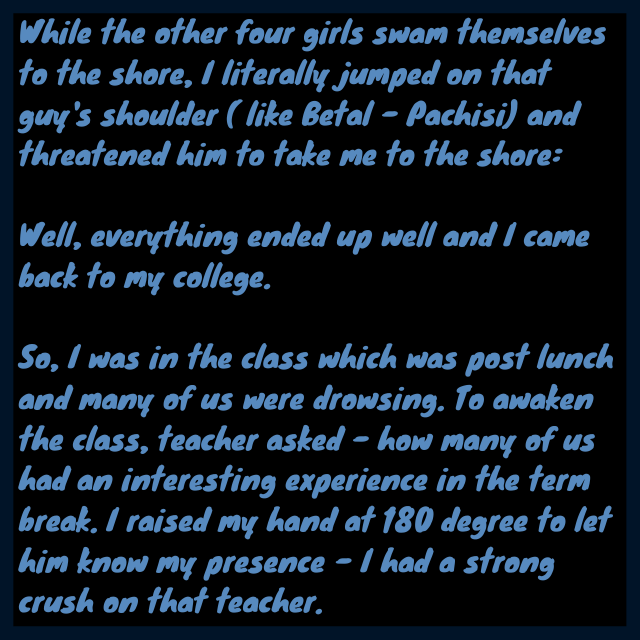 While the other four girls swam themselves
to the shore, I literally jumped on that
guy's shoulder ( like Betal - Pachisi) and
threatened him to take me to the shore:
Well, everything ended up well and I came
back to my college.
So, I was in the class which was post lunch
and many of us were drowsing. To awaken
the class, teacher asked - how many of us
had an interesting experience in the term
break. I raised my hand at 180 degree to let
him know my presence - I had a strong
crush on that teacher.